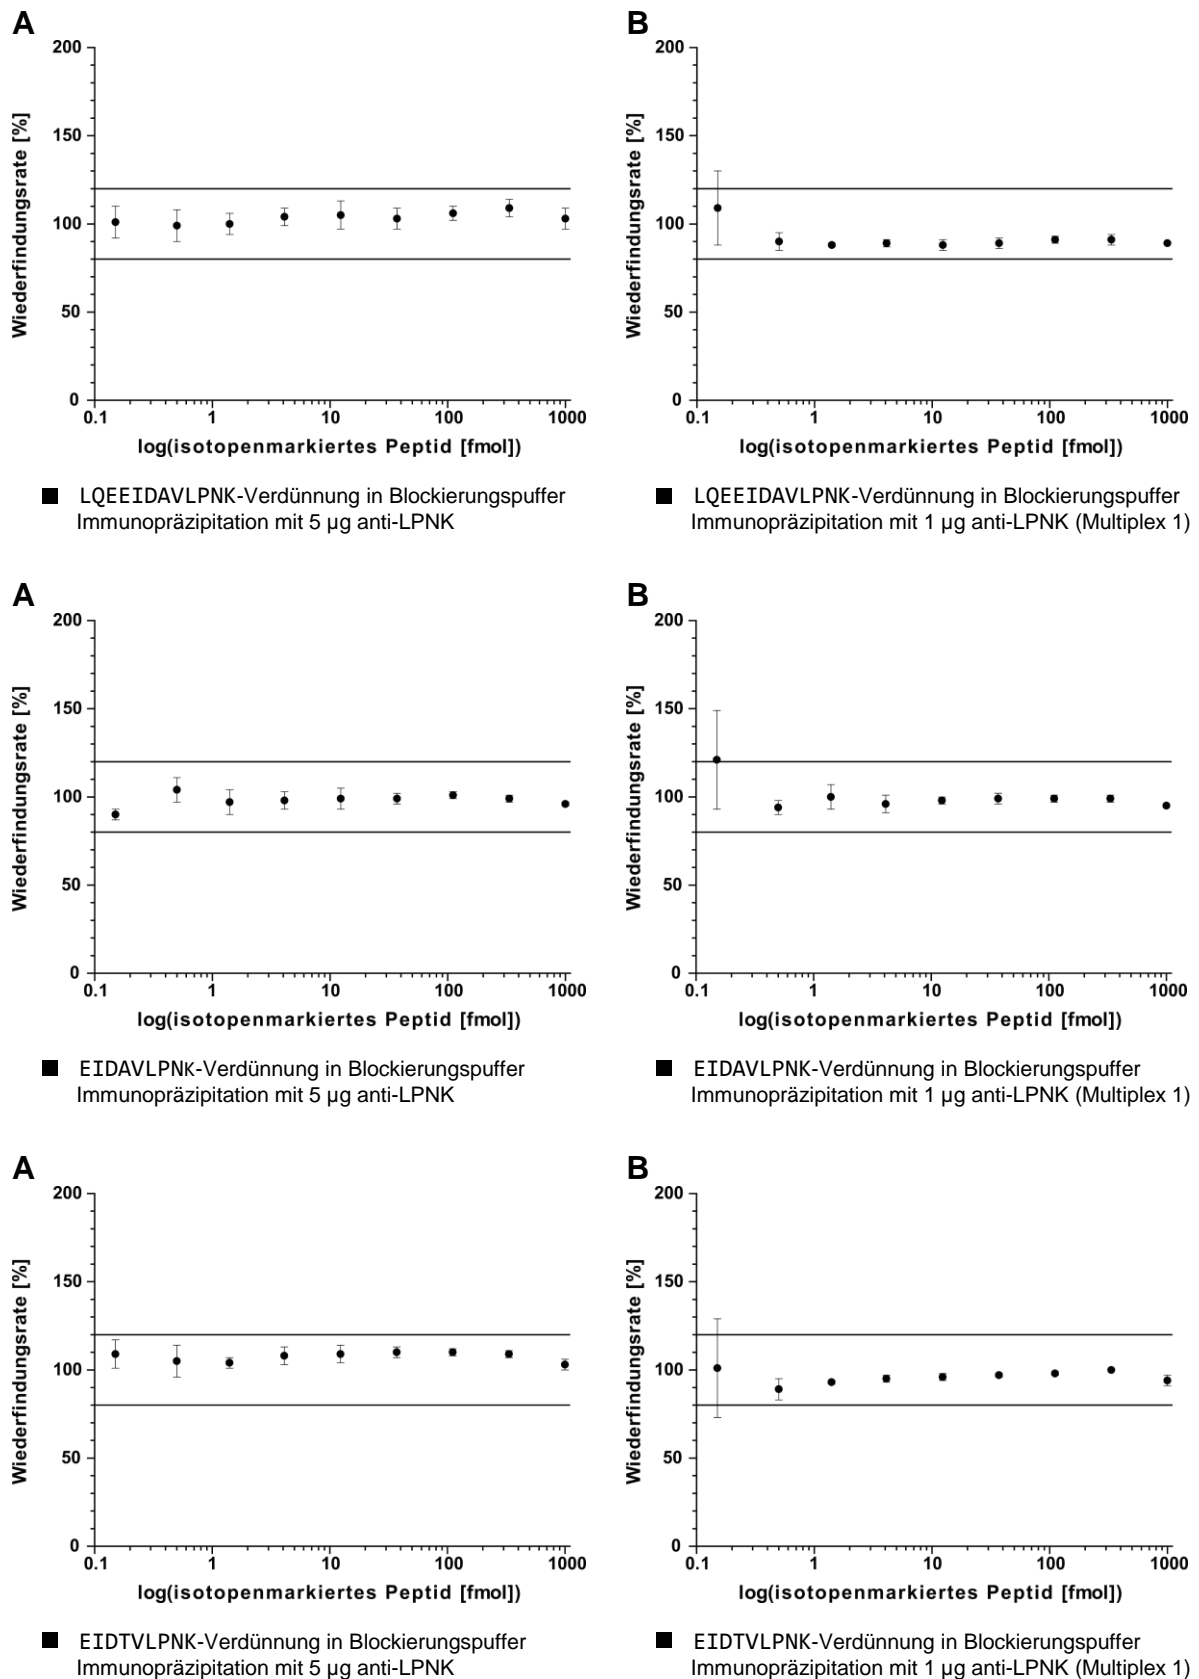 A
200
150
100
50
0
Wiederfindungsrate [%]
0.1 1 10 100 1000
log(isotopenmarkiertes Peptid [fmol])
LQEEIDAVLPNK-Verdünnung in Blockierungspuffer
Immunopräzipitation mit 5 µg anti-LPNK
B
200
150
100
50
0
Wiederfindungsrate [%]
0.1 1 10 100 1000
log(isotopenmarkiertes Peptid [fmol])
LQEEIDAVLPNK-Verdünnung in Blockierungspuffer
Immunopräzipitation mit 1 µg anti-LPNK (Multiplex 1)
A
200
150
100
50
0
Wiederfindungsrate [%]
0.1 1 10 100 1000
log(isotopenmarkiertes Peptid [fmol])
EIDAVLPNK-Verdünnung in Blockierungspuffer
Immunopräzipitation mit 5 µg anti-LPNK
B
200
150
100
50
0
Wiederfindungsrate [%]
0.1 1 10 100 1000
log(isotopenmarkiertes Peptid [fmol])
EIDAVLPNK-Verdünnung in Blockierungspuffer
Immunopräzipitation mit 1 µg anti-LPNK (Multiplex 1)
A
200
150
100
50
0
Wiederfindungsrate [%]
0.1 1 10 100 1000
log(isotopenmarkiertes Peptid [fmol])
EIDTVLPNK-Verdünnung in Blockierungspuffer
Immunopräzipitation mit 5 µg anti-LPNK
B
200
150
100
50
0
Wiederfindungsrate [%]
0.1 1 10 100 1000
log(isotopenmarkiertes Peptid [fmol])
EIDTVLPNK-Verdünnung in Blockierungspuffer
Immunopräzipitation mit 1 µg anti-LPNK (Multiplex 1)